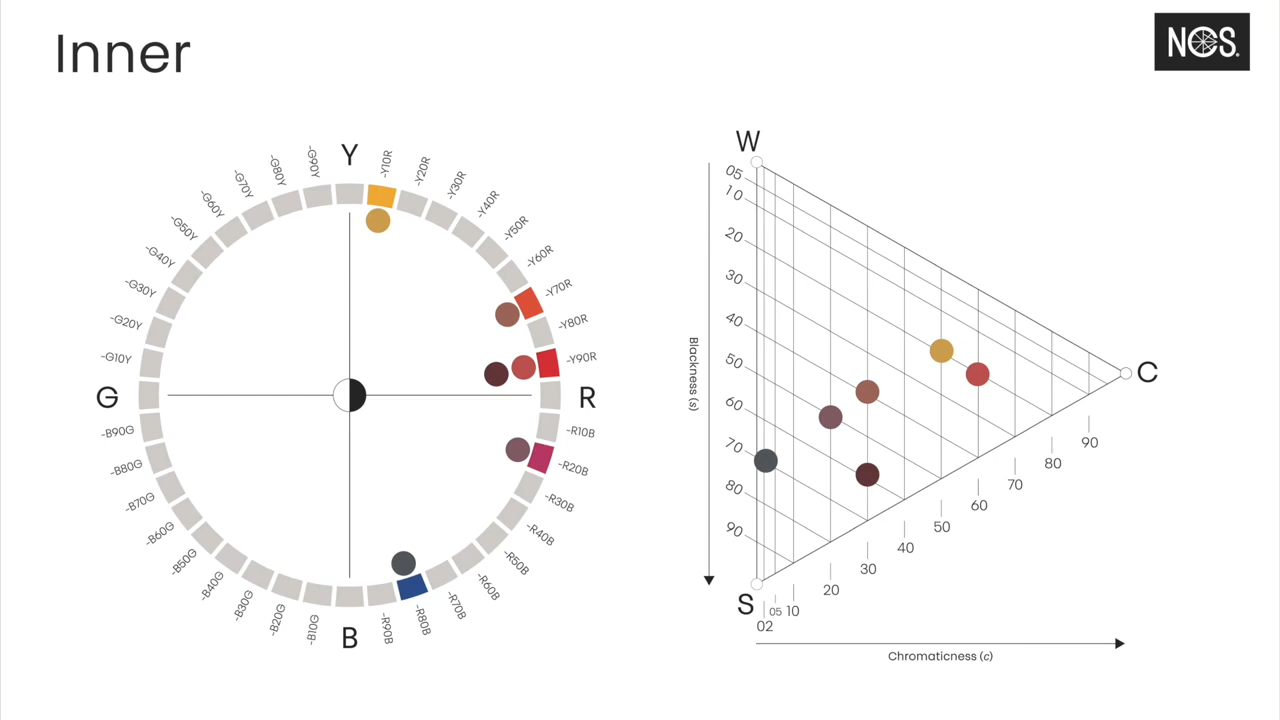 Inner
NCS®
Y
-Y10R
-Y20R
-Y30R
-Y40R
-Y50R
-Y60R
-Y70R
-Y80R
-Y90R
R
-R10B
-R20B
-R30B
-R40B
-R50B
-R60B
-R70B
-R80B
-R90B
B
-B10G
-B20G
-B30G
-B40G
-B50G
-B60G
-B70G
-B80G
-B90G
G
-G10Y
-G20Y
-G30Y
-G40Y
-G50Y
-G60Y
-G70Y
-G80Y
-G90Y
W
05
10
20
30
40
50
60
70
80
90
Blackness (s)
S
C
02
05
10
20
30
40
50
60
70
80
90
Chromaticness (c)